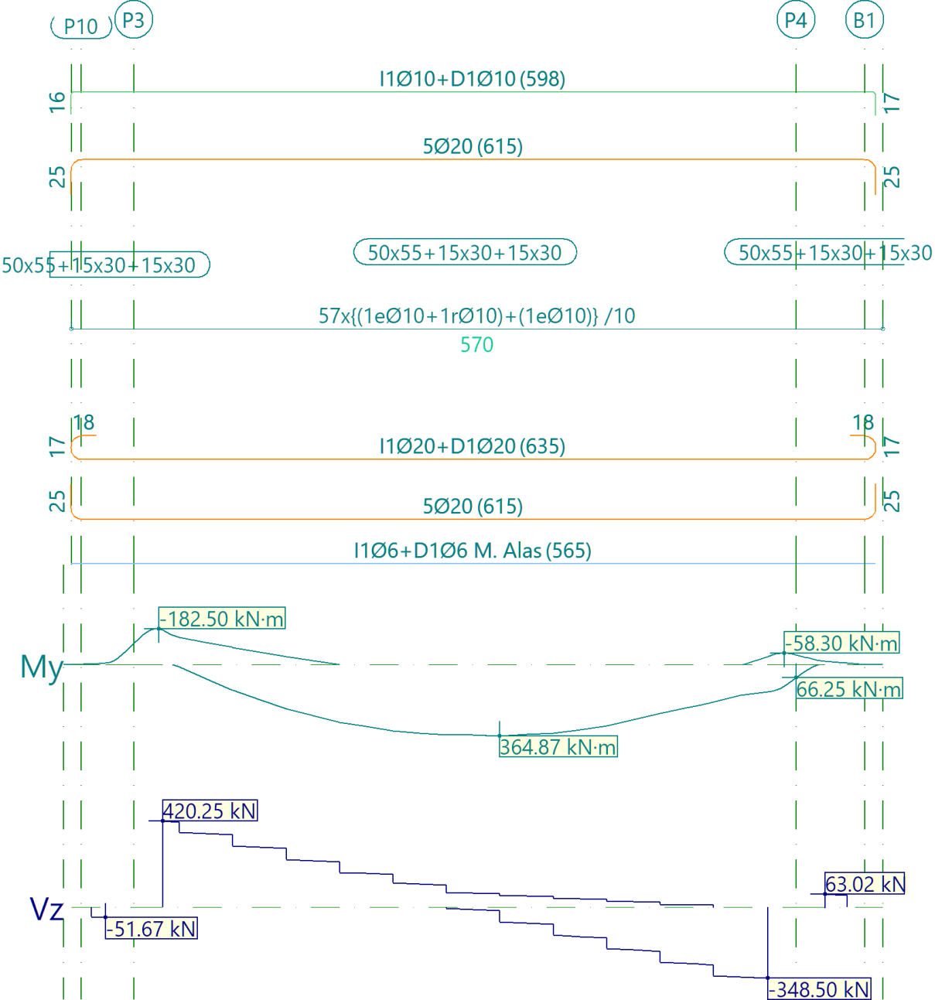 P10
P3
P4
B1
I1Ø10+D1Ø10 (598)
16
17
5Ø20 (615)
25
25
50x55+15x30+15x30
50x55+15x30+15x30
50x55+15x30+15x30
57x{(1eØ10+1rØ10)+(1eØ10)} /10
570
18
18
17
I1Ø20+D1Ø20 (635)
17
25
5Ø20 (615)
25
I1Ø6+D1Ø6 M. Alas (565)
-182.50 kN·m
-58.30 kN·m
My
66.25 kN·m
364.87 kN·m
420.25 kN
63.02 kN
Vz
-51.67 kN
-348.50 kN